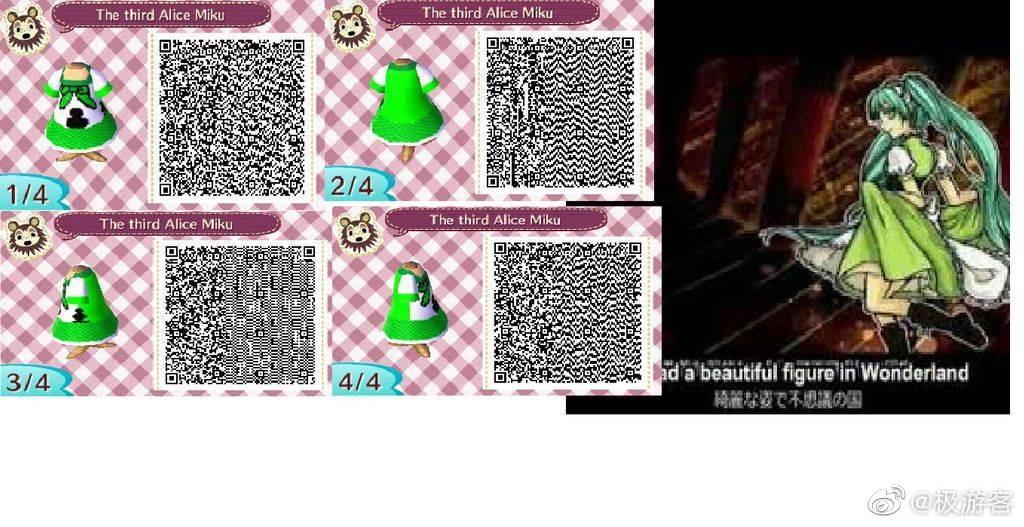 The third Alice Miku
1/4
The third Alice Miku
2/4
The third Alice Miku
3/4
The third Alice Miku
4/4
a beautiful figure in Wonderland
綺麗な姿で不思議の国
@极游客